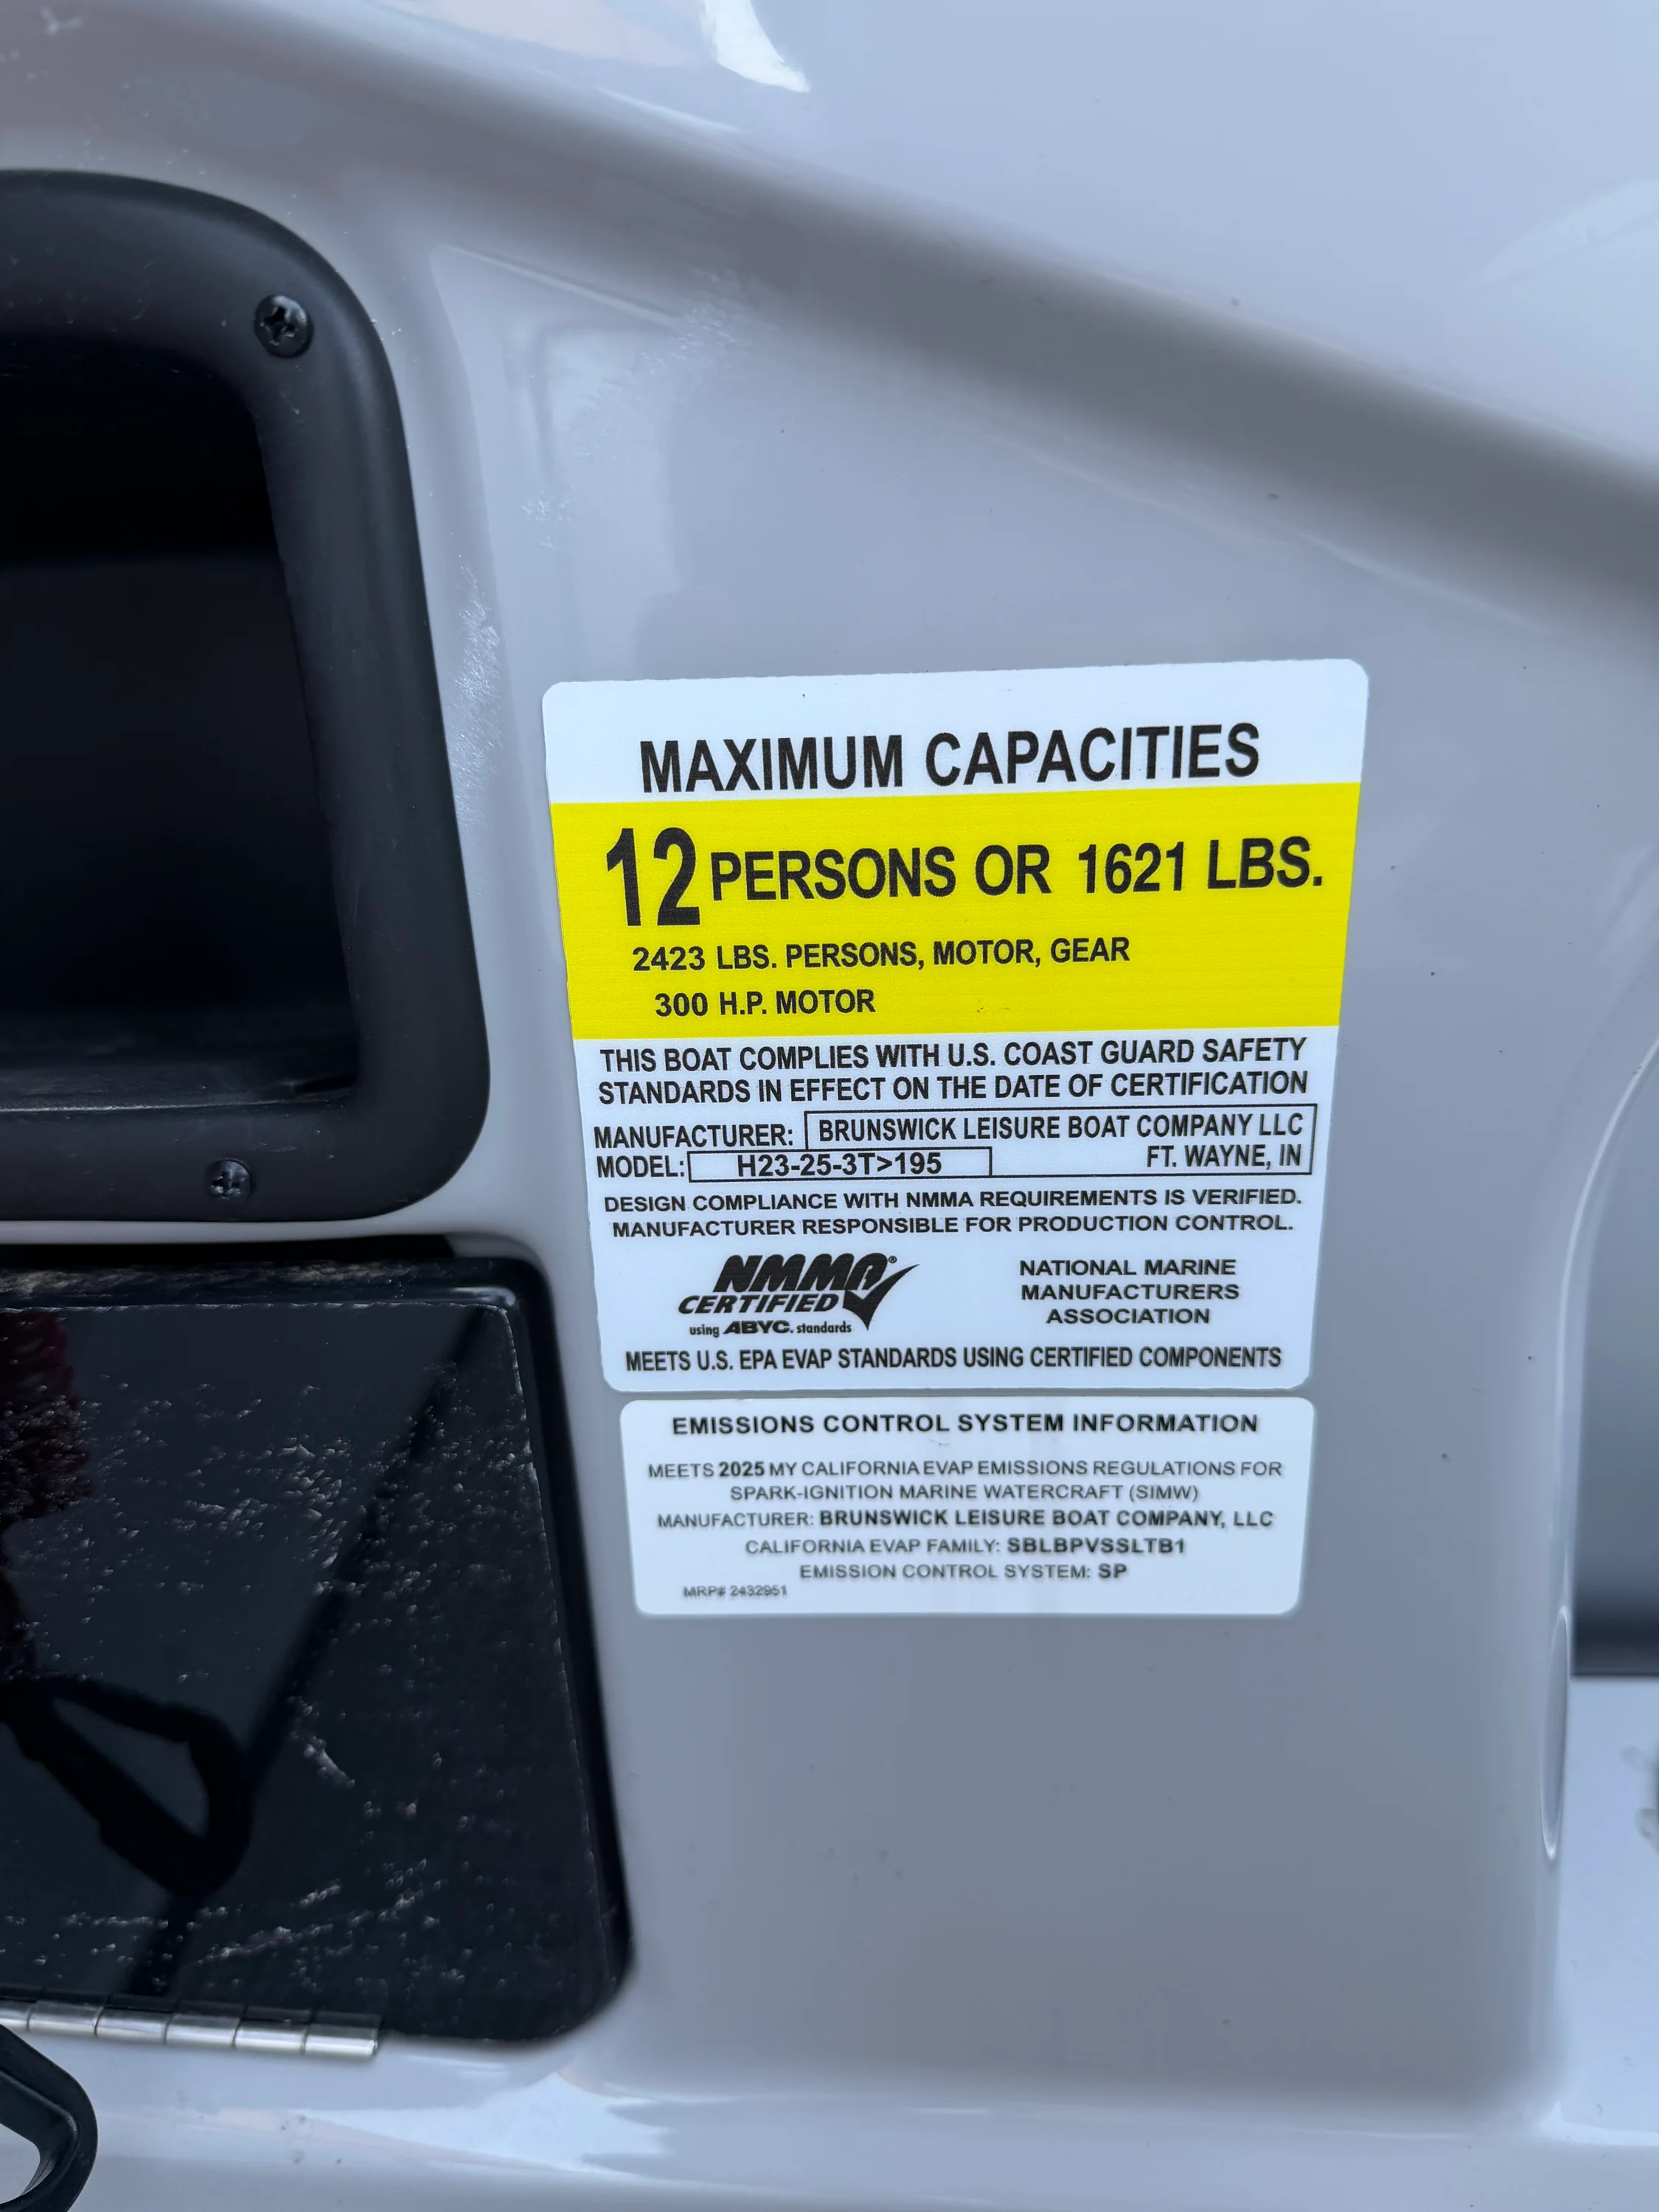 MAXIMUM CAPACITIES
12 PERSONS OR 1621 LBS.
2423 LBS. PERSONS, MOTOR, GEAR
300 H.P. MOTOR
THIS BOAT COMPLIES WITH U.S. COAST GUARD SAFETY
STANDARDS IN EFFECT ON THE DATE OF CERTIFICATION
MANUFACTURER: BRUNSWICK LEISURE BOAT COMPANY LLC
MODEL: H23-25-3T>195 FT. WAYNE, IN
DESIGN COMPLIANCE WITH NMMA REQUIREMENTS IS VERIFIED.
MANUFACTURER RESPONSIBLE FOR PRODUCTION CONTROL.
NMMA®
CERTIFIED
using ABYC. standards
NATIONAL MARINE
MANUFACTURERS
ASSOCIATION
MEETS U.S. EPA EVAP STANDARDS USING CERTIFIED COMPONENTS
EMISSIONS CONTROL SYSTEM INFORMATION
MEETS 2025 MY CALIFORNIA EVAP EMISSIONS REGULATIONS FOR
SPARK-IGNITION MARINE WATERCRAFT (SIMW)
MANUFACTURER: BRUNSWICK LEISURE BOAT COMPANY, LLC
CALIFORNIA EVAP FAMILY: SBLBPVSSLTB1
EMISSION CONTROL SYSTEM: SP
MRP# 2432951